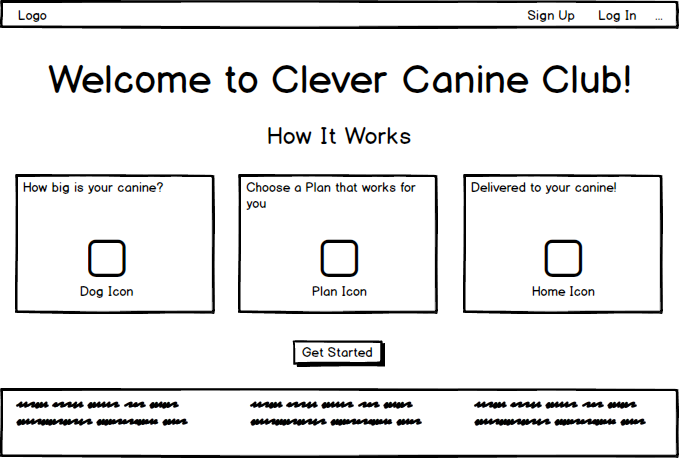 Logo
Sign Up
Log In
...
Welcome to Clever Canine Club!
How It Works
How big is your canine?
Dog Icon
Choose a Plan that works for
you
Plan Icon
Delivered to your canine!
Home Icon
Get Started